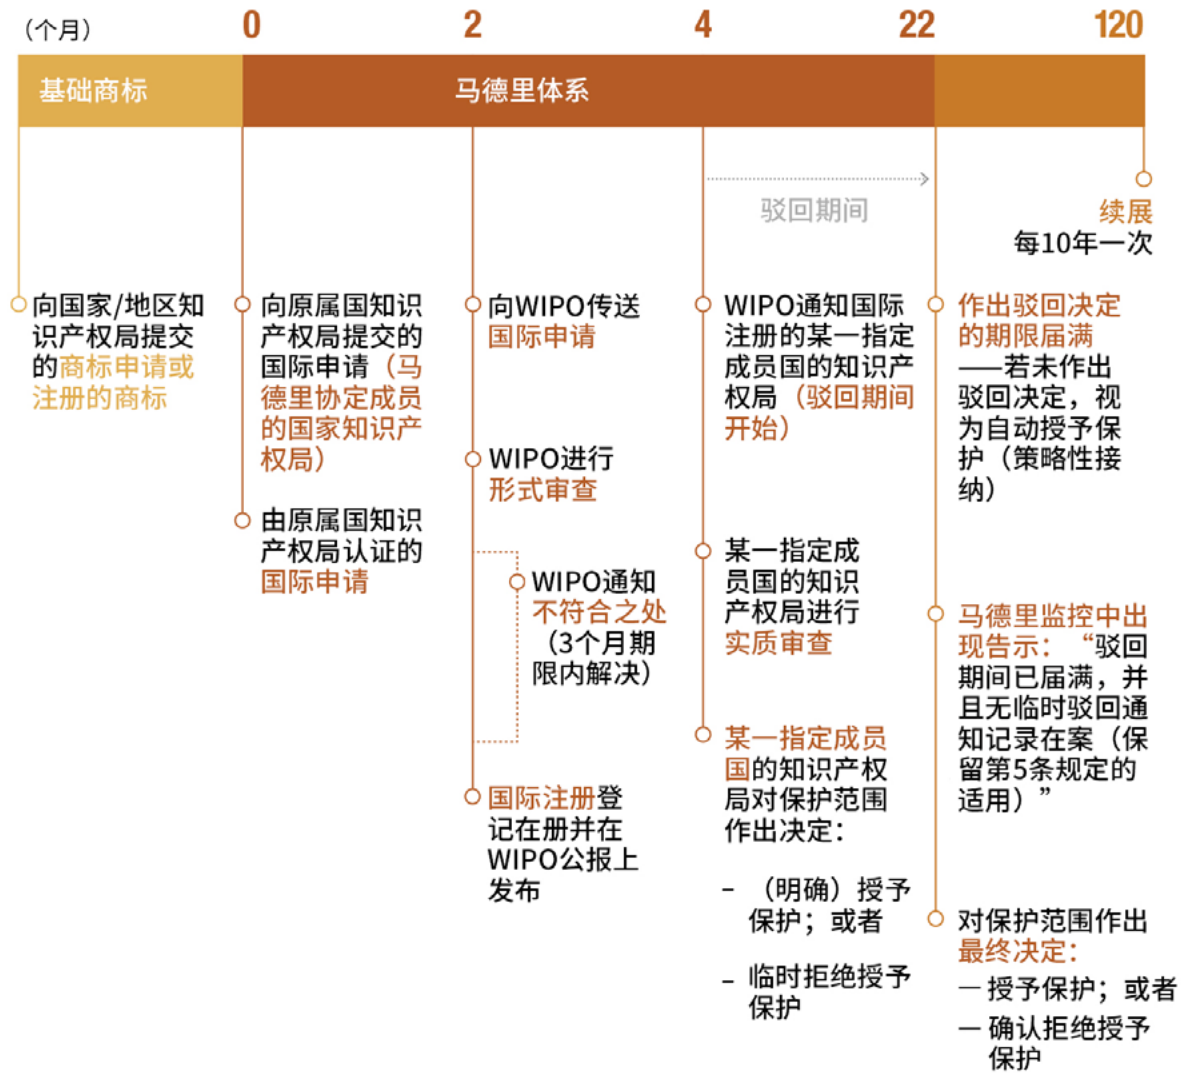 （个月）
0
2
4
22
120
基础商标
马德里体系
驳回期间
续展
每10年一次
向国家/地区知
识产权局提交
的商标申请或
注册的商标
向原属国知识
产权局提交的
国际申请（马
德里协定成员
的国家知识产
权局）
由原属国知识
产权局认证的
国际申请
向WIPO传送
国际申请
WIPO进行
形式审查
WIPO通知
不符合之处
（3个月期
限内解决）
国际注册登
记在册并在
WIPO公报上
发布
WIPO通知国际
注册的某一指定
成员国的知识产
权局（驳回期间
开始）
某一指定成
员国的知识
产权局进行
实质审查
某一指定成员
国的知识产权
局对保护范围
作出决定：
– （明确）授予
保护；或者
– 临时拒绝授予
保护
作出驳回决定
的期限届满
——若未作出
驳回决定，视
为自动授予保
护（策略性接
纳）
马德里监控中出
现告示：“驳回
期间已届满，并
且无临时驳回通
知记录在案（保
留第5条规定的
适用）”
对保护范围作出
最终决定：
— 授予保护；或者
— 确认拒绝授予
保护